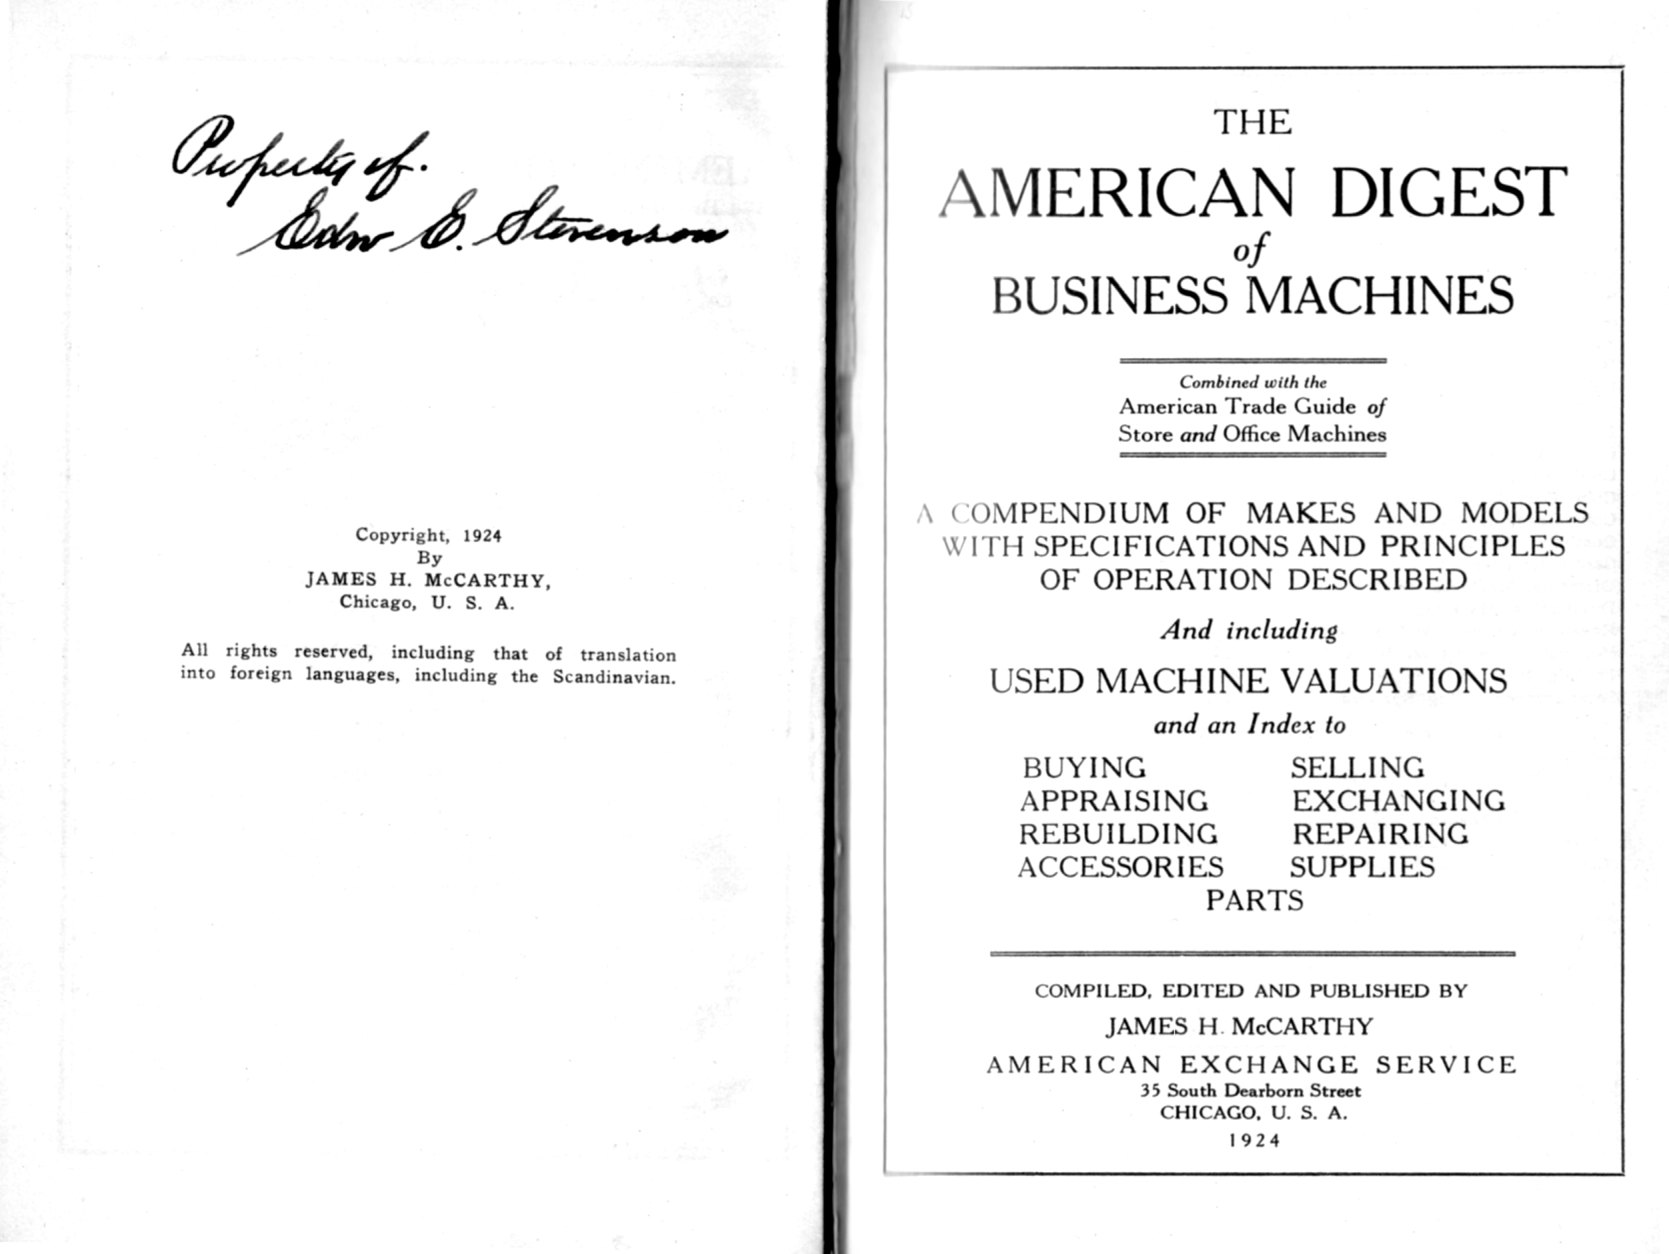 Property of.
Edw E. Stevenson
Copyright, 1924
By
JAMES H. McCARTHY,
Chicago, U. S. A.
All rights reserved, including that of translation
into foreign languages, including the Scandinavian.
THE
AMERICAN DIGEST
of
BUSINESS MACHINES
Combined with the
American Trade Guide of
Store and Office Machines
A COMPENDIUM OF MAKES AND MODELS
WITH SPECIFICATIONS AND PRINCIPLES
OF OPERATION DESCRIBED
And including
USED MACHINE VALUATIONS
and an Index to
BUYING SELLING
APPRAISING EXCHANGING
REBUILDING REPAIRING
ACCESSORIES SUPPLIES
PARTS
COMPILED, EDITED AND PUBLISHED BY
JAMES H. McCARTHY
AMERICAN EXCHANGE SERVICE
35 South Dearborn Street
CHICAGO, U. S. A.
1924